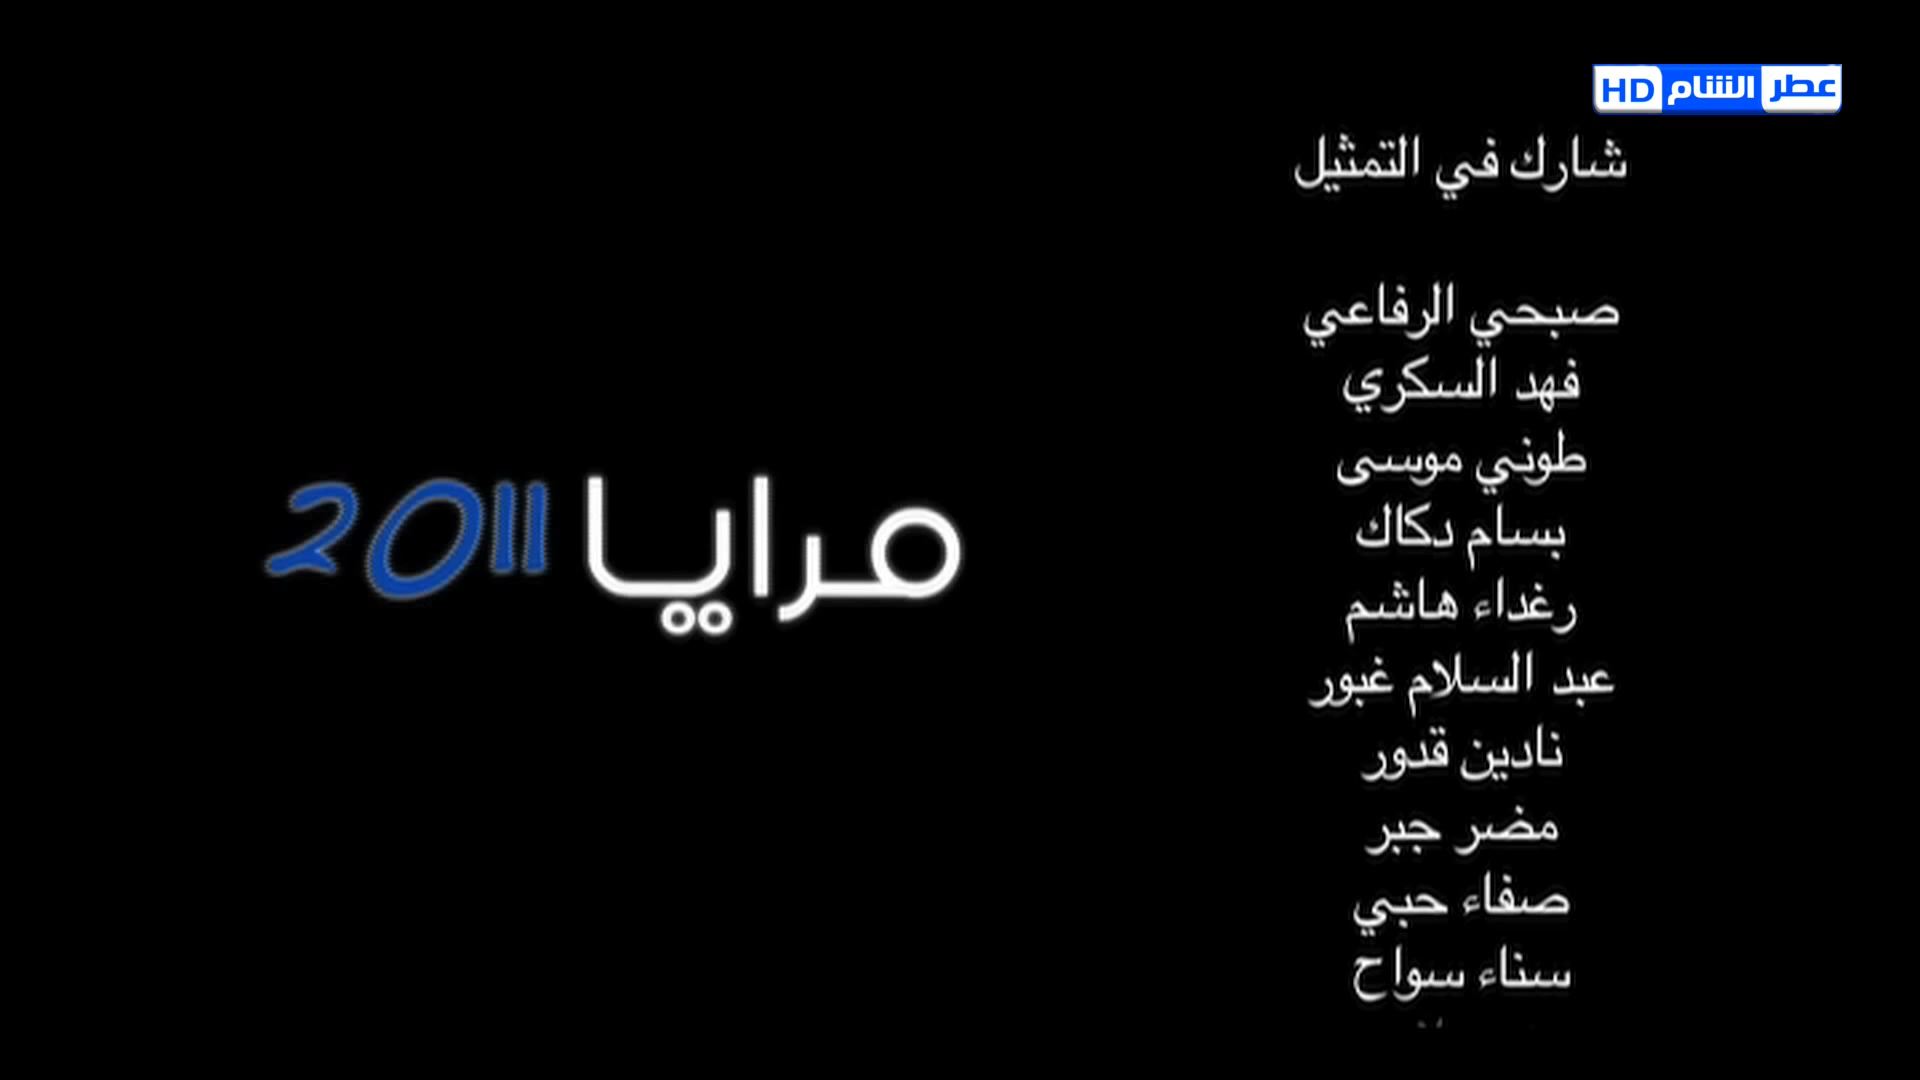 عطر الشام HD
شارك في التمثيل
صبحي الرفاعي
فهد السكري
طوني موسى
بسام دكاك
رغداء هاشم
عبد السلام غبور
نادين قدور
مضر جبر
صفاء حبي
سناء سواح
مرايا 2011